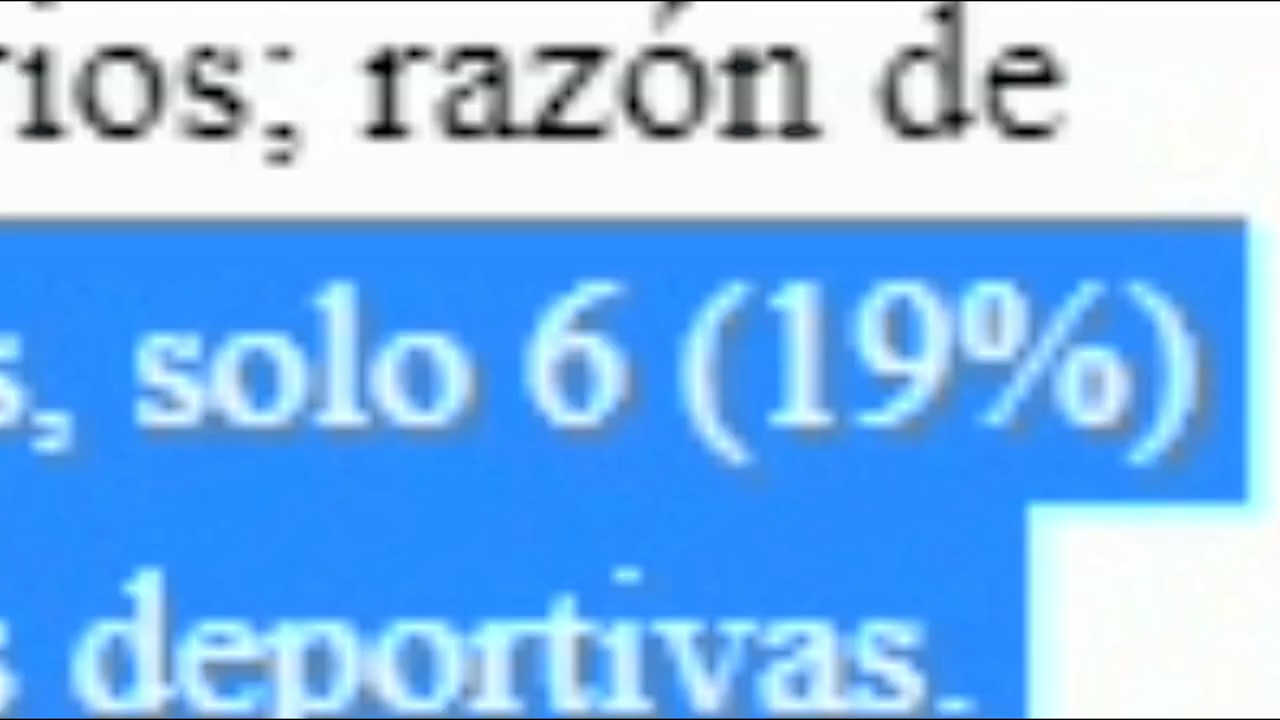 rios; razón de
s, solo 6 (19%)
s deportivas.